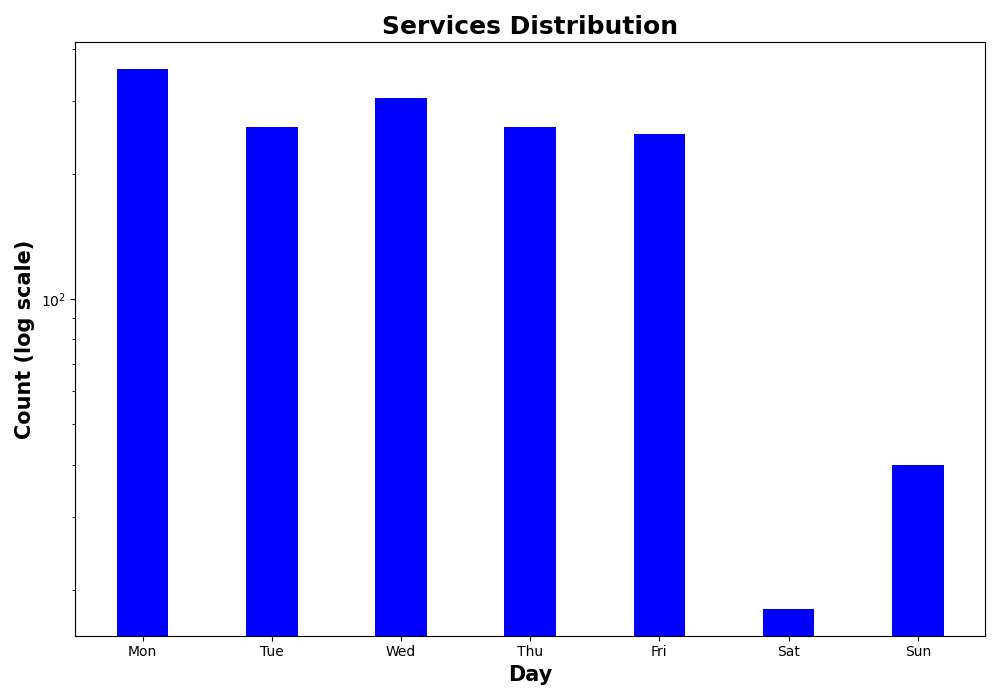 Services Distribution
Count (log scale)
10²
Mon Tue Wed Thu Fri Sat Sun
Day